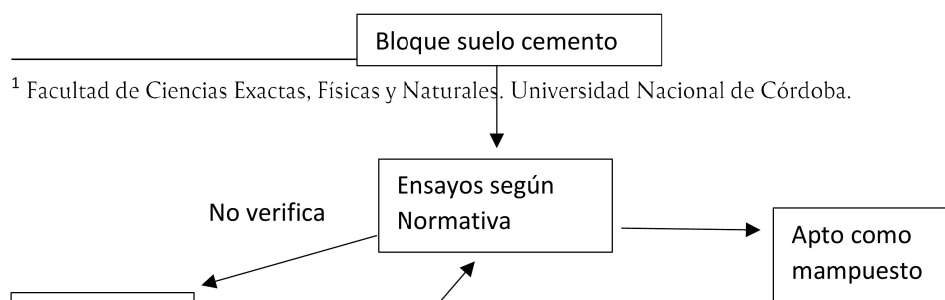 Bloque suelo cemento
¹ Facultad de Ciencias Exactas, Físicas y Naturales. Universidad Nacional de Córdoba.
Ensayos según
Normativa
No verifica
Apto como
mampuesto